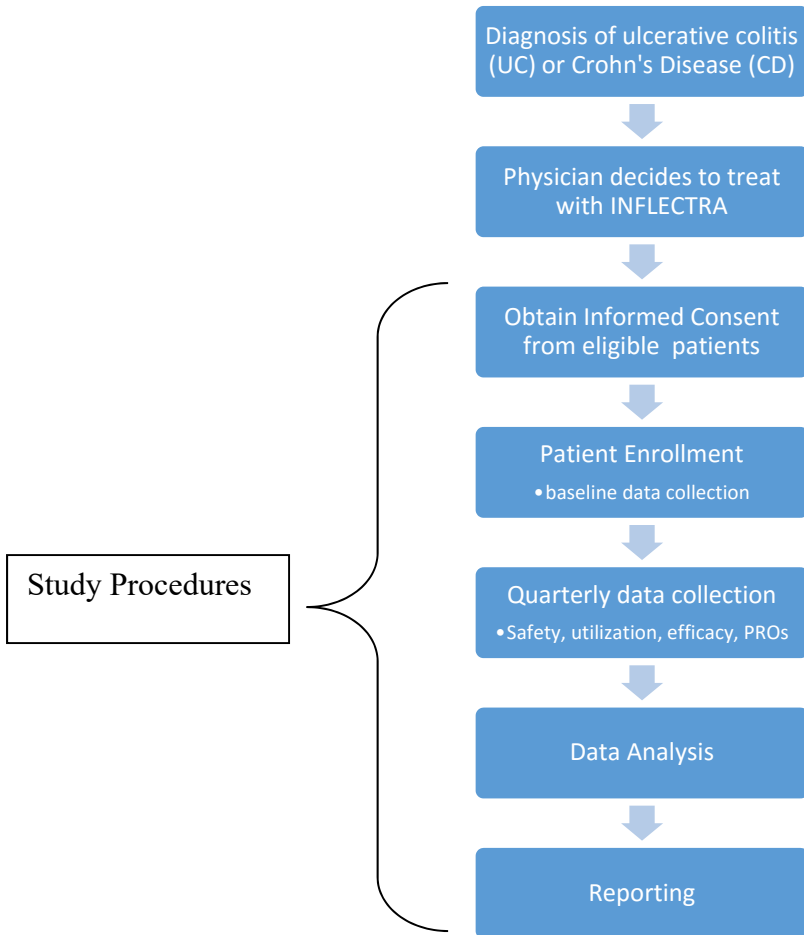 Diagnosis of ulcerative colitis
(UC) or Crohn's Disease (CD)
Physician decides to treat
with INFLECTRA
Obtain Informed Consent
from eligible patients
Patient Enrollment
•baseline data collection
Study Procedures
Quarterly data collection
•Safety, utilization, efficacy, PROs
Data Analysis
Reporting